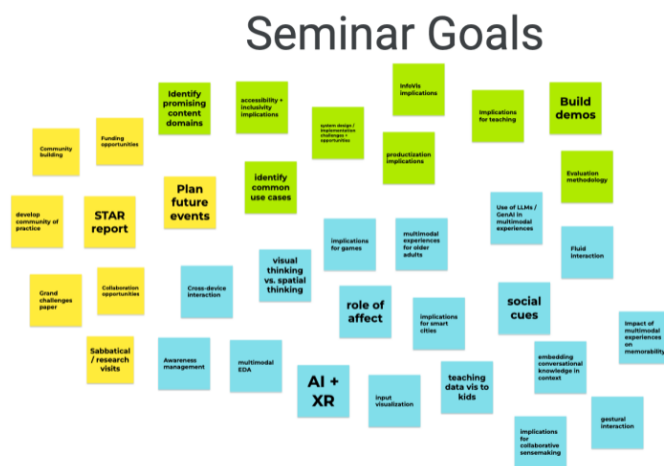 Seminar Goals
Identify
promising
content
domains
accessibility +
inclusivity
implications
system design /
implementation
challenges +
opportunities
InfoVis
implications
Implications
for teaching
Build
demos
Community
building
Funding
opportunities
productization
implications
Evaluation
methodology
develop
community of
practice
STAR
report
Plan
future
events
identify
common
use cases
Use of LLMs /
GenAI in
multimodal
experiences
Fluid
interaction
implications
for games
multimodal
experiences
for older
adults
visual
thinking
vs. spatial
thinking
Grand
challenges
paper
Collaboration
opportunities
Cross-device
interaction
role of
affect
implications
for smart
cities
social
cues
Impact of
multimodal
experiences
on
memorability
Sabbatical
/ research
visits
Awareness
management
multimodal
EDA
AI +
XR
input
visualization
teaching
data vis to
kids
embedding
conversational
knowledge in
context
implications
for
collaborative
sensemaking
gestural
interaction